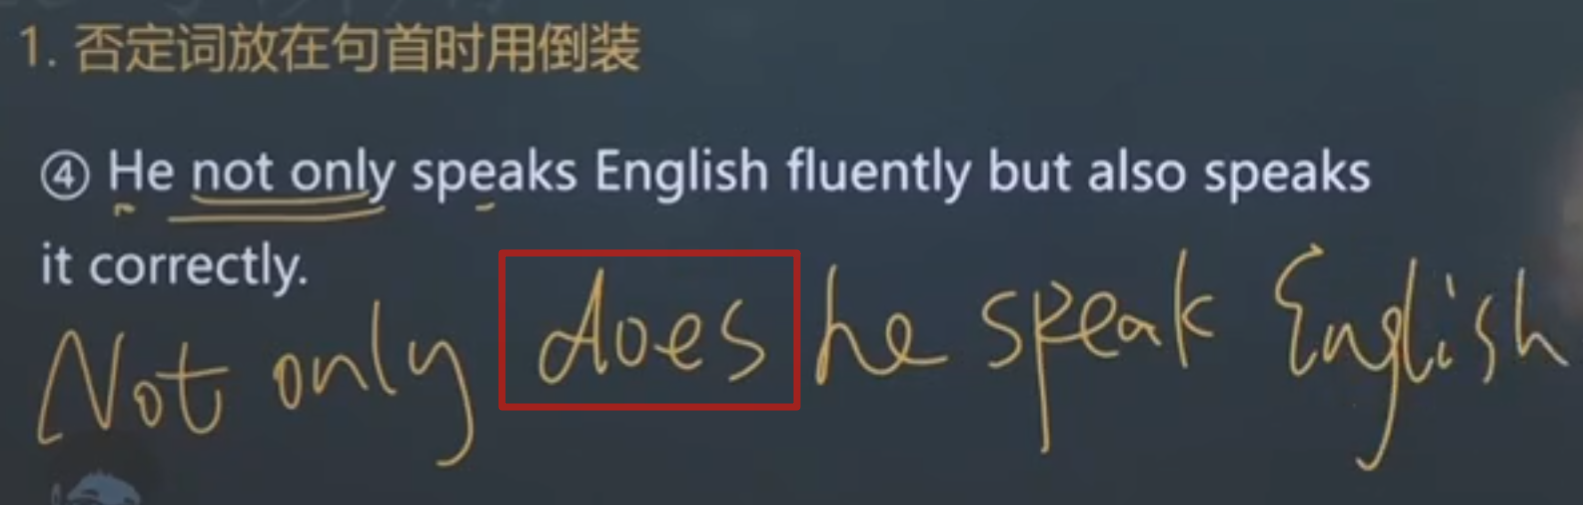 1. 否定词放在句首时用倒装
④ He not only speaks English fluently but also speaks
it correctly.
Not only does he speak English